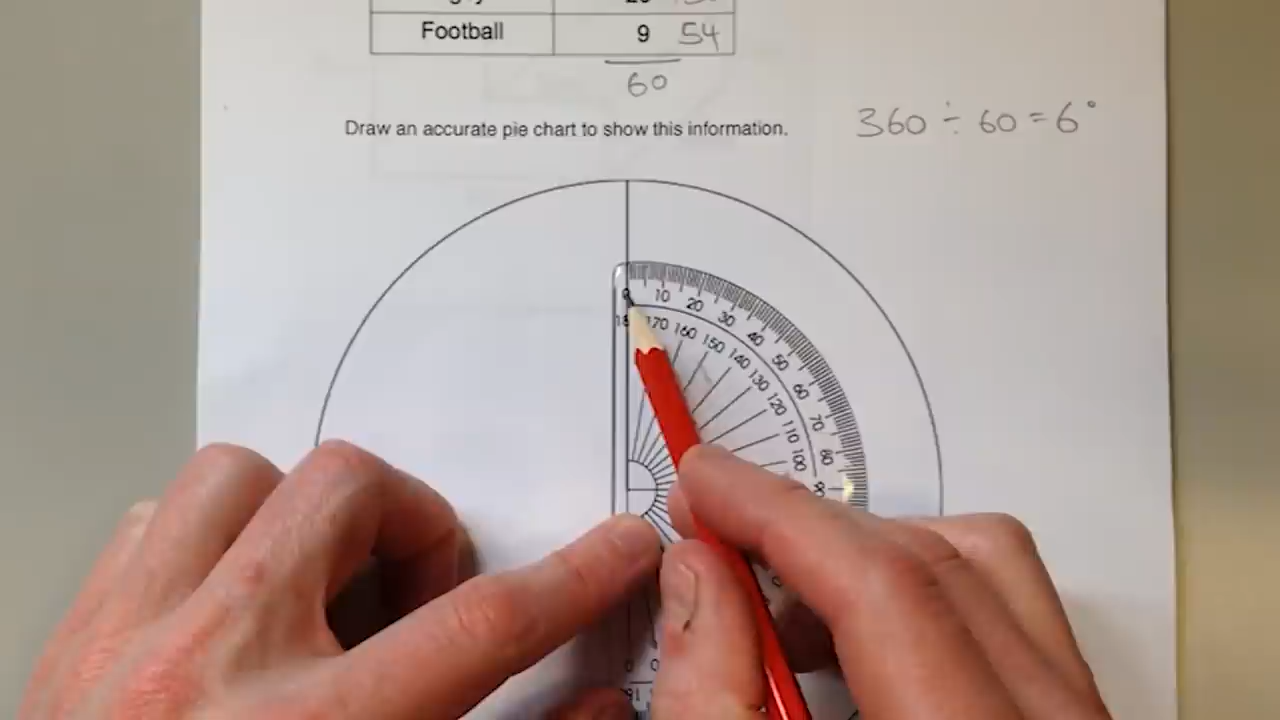 Football 9 54
60
Draw an accurate pie chart to show this information.
360 ÷ 60 = 6°
0 10 20 30 40 50 60 70 80
170 160 150 140 130 120 110 100